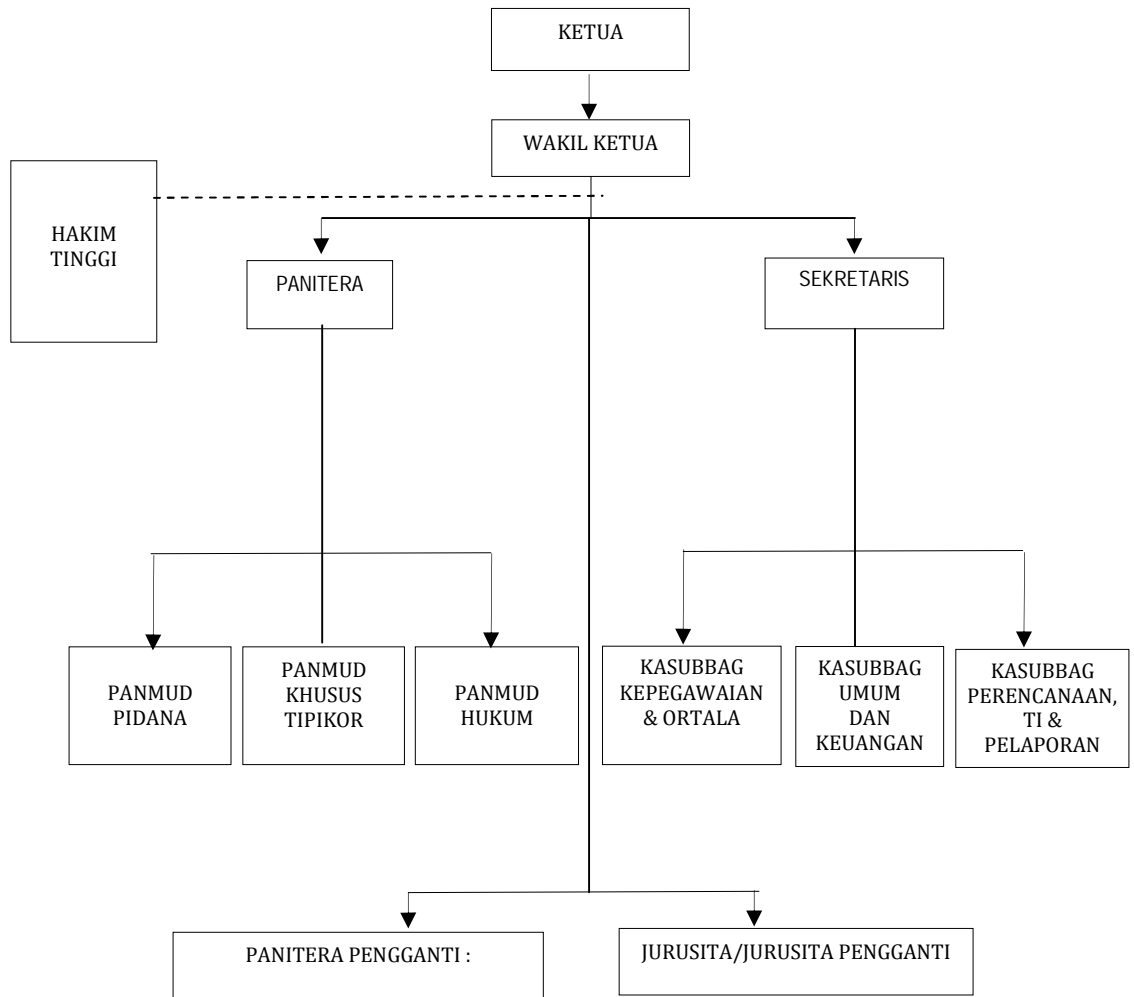 KETUA
WAKIL KETUA
HAKIM
TINGGI
PANITERA
SEKRETARIS
PANMUD
PIDANA
PANMUD
KHUSUS
TIPIKOR
PANMUD
HUKUM
KASUBBAG
KEPEGAWAIAN
& ORTALA
KASUBBAG
UMUM
DAN
KEUANGAN
KASUBBAG
PERENCANAAN,
TI &
PELAPORAN
PANITERA PENGGANTI :
JURUSITA/JURUSITA PENGGANTI